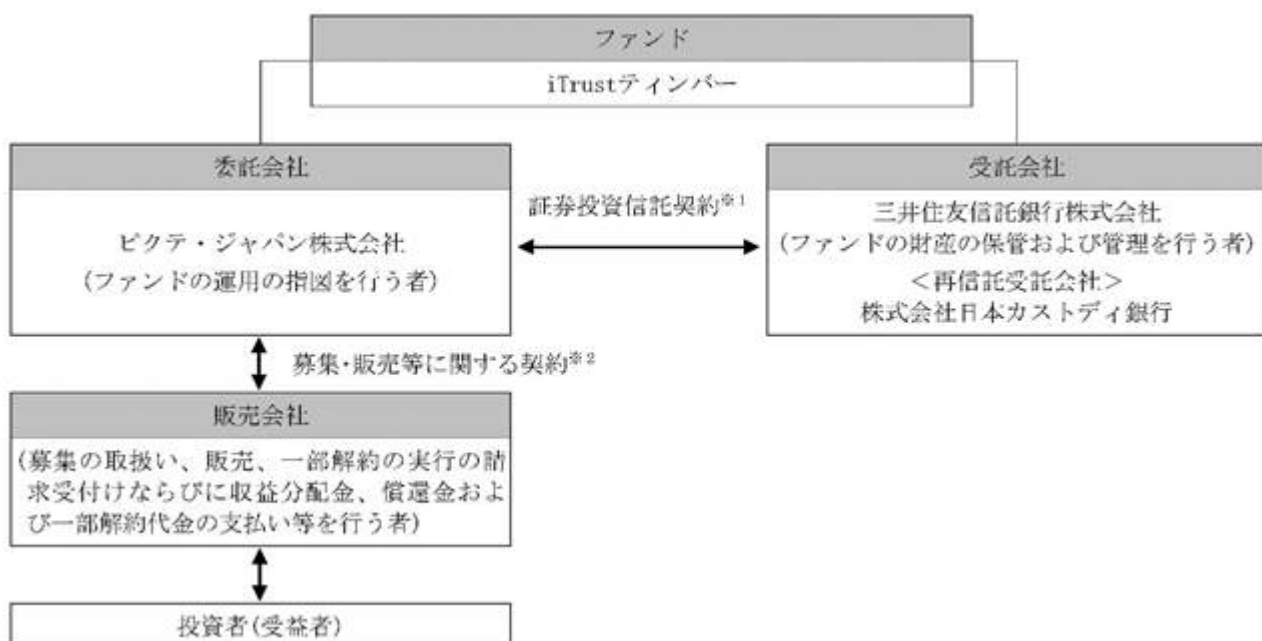 ファンド
iTrustティンバー
委託会社
ピクテ・ジャパン株式会社
(ファンドの運用の指図を行う者)
証券投資信託契約※1
受託会社
三井住友信託銀行株式会社
(ファンドの財産の保管および管理を行う者)
＜再信託受託会社＞
株式会社日本カストディ銀行
募集・販売等に関する契約※2
販売会社
(募集の取扱い、販売、一部解約の実行の請
求受付けならびに収益分配金、償還金およ
び一部解約代金の支払い等を行う者)
投資者(受益者)